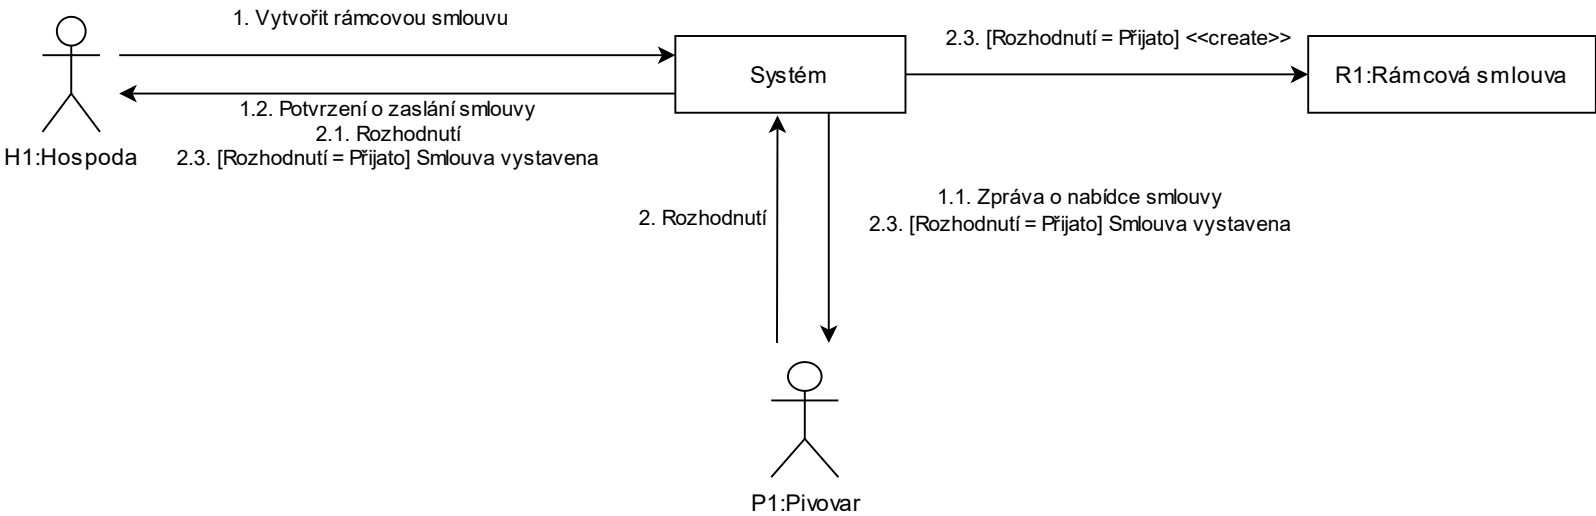 1. Vytvořit rámcovou smlouvu
2.3. [Rozhodnutí = Přijato] <<create>>
Systém
R1:Rámcová smlouva
1.2. Potvrzení o zaslání smlouvy
2.1. Rozhodnutí
2.3. [Rozhodnutí = Přijato] Smlouva vystavena
H1:Hospoda
1.1. Zpráva o nabídce smlouvy
2.3. [Rozhodnutí = Přijato] Smlouva vystavena
2. Rozhodnutí
P1:Pivovar